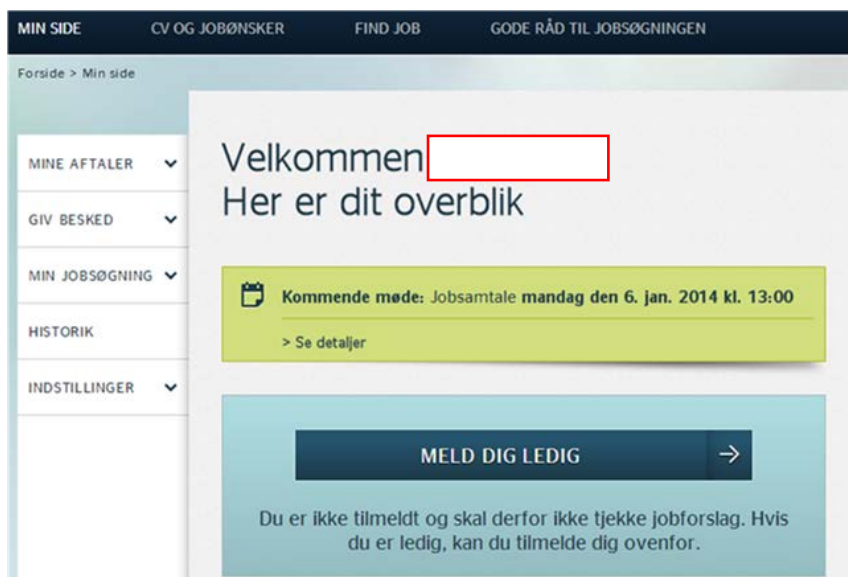 MIN SIDE CV OG JOBØNSKER FIND JOB GODE RÅD TIL JOBSØGNINGEN
Forside > Min side
MINE AFTALER
GIV BESKED
MIN JOBSØGNING
HISTORIK
INDSTILLINGER
Velkommen
Her er dit overblik
Kommende møde: Jobsamtale mandag den 6. jan. 2014 kl. 13:00
> Se detaljer
MELD DIG LEDIG
Du er ikke tilmeldt og skal derfor ikke tjekke jobforslag. Hvis
du er ledig, kan du tilmelde dig ovenfor.